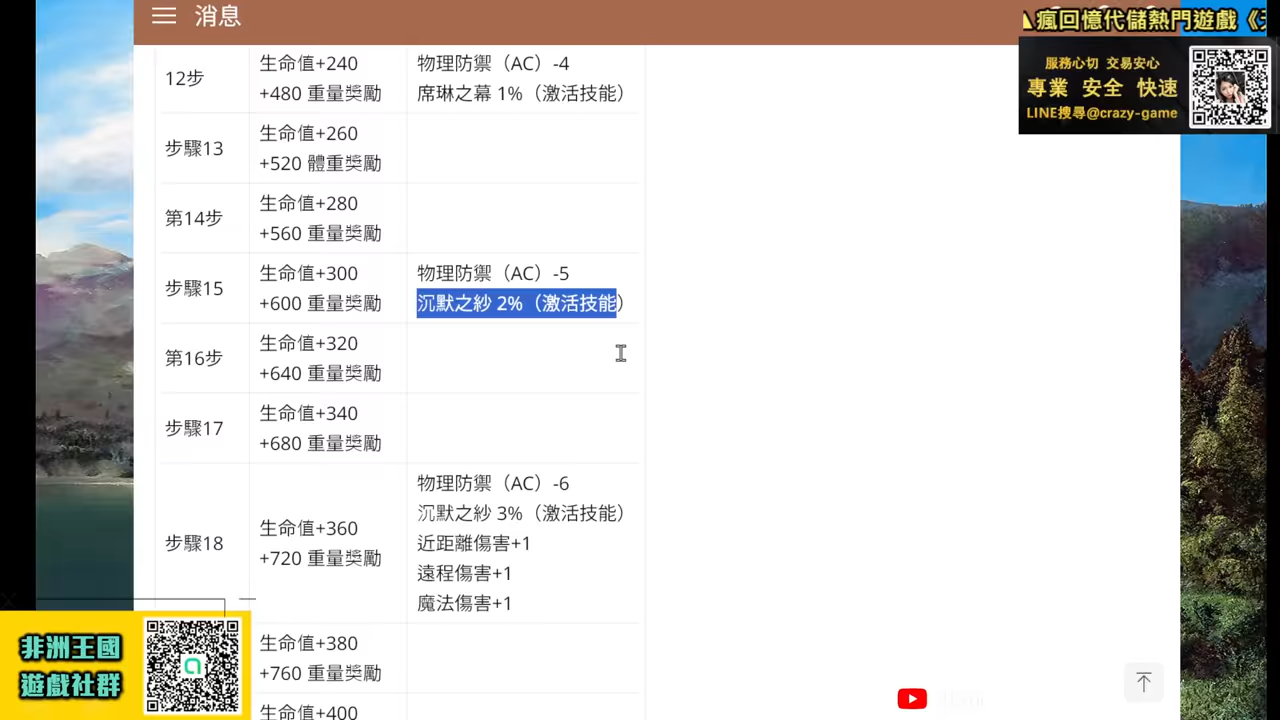 消息
瘋回憶代儲熱門遊戲《
服務心切 交易安心
專業 安全 快速
LINE搜尋@crazy-game
12步
生命值+240
+480 重量獎勵
物理防禦（AC）-4
席琳之幕 1%（激活技能）
步驟13
生命值+260
+520 體重獎勵
第14步
生命值+280
+560 重量獎勵
步驟15
生命值+300
+600 重量獎勵
物理防禦（AC）-5
沉默之紗 2%（激活技能）
第16步
生命值+320
+640 重量獎勵
步驟17
生命值+340
+680 重量獎勵
步驟18
生命值+360
+720 重量獎勵
物理防禦（AC）-6
沉默之紗 3%（激活技能）
近距離傷害+1
遠程傷害+1
魔法傷害+1
生命值+380
+760 重量獎勵
生命值+400
非洲王國
遊戲社群